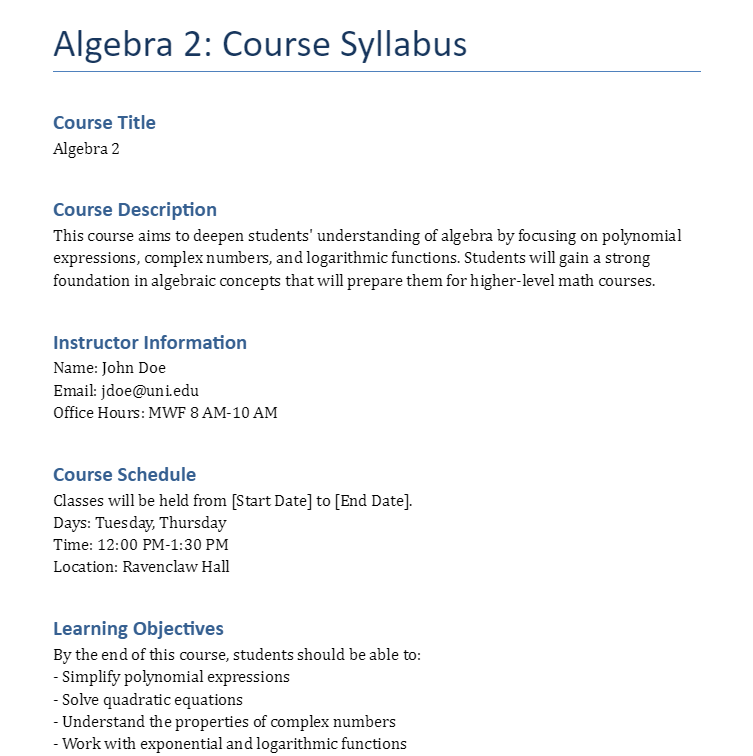 Algebra 2: Course Syllabus
Course Title
Algebra 2
Course Description
This course aims to deepen students' understanding of algebra by focusing on polynomial
expressions, complex numbers, and logarithmic functions. Students will gain a strong
foundation in algebraic concepts that will prepare them for higher-level math courses.
Instructor Information
Name: John Doe
Email: jdoe@uni.edu
Office Hours: MWF 8 AM-10 AM
Course Schedule
Classes will be held from [Start Date] to [End Date].
Days: Tuesday, Thursday
Time: 12:00 PM-1:30 PM
Location: Ravenclaw Hall
Learning Objectives
By the end of this course, students should be able to:
- Simplify polynomial expressions
- Solve quadratic equations
- Understand the properties of complex numbers
- Work with exponential and logarithmic functions